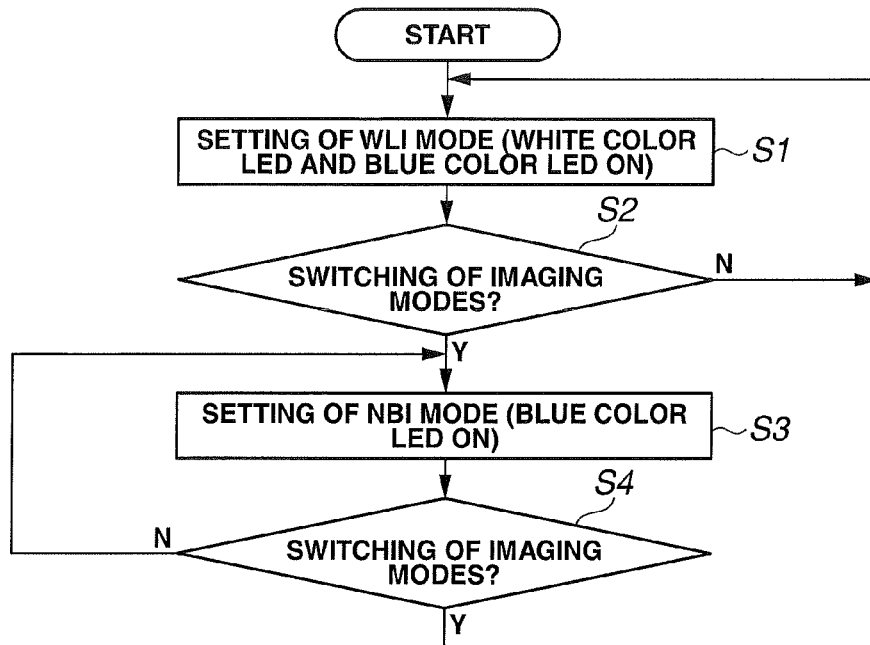 START
SETTING OF WLI MODE (WHITE COLOR
LED AND BLUE COLOR LED ON)
S1
S2
SWITCHING OF IMAGING
MODES?
N
Y
SETTING OF NBI MODE (BLUE COLOR
LED ON)
S3
S4
N
SWITCHING OF IMAGING
MODES?
Y